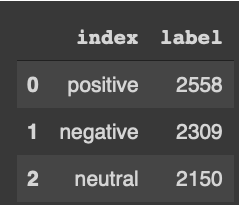 index label
0 positive 2558
1 negative 2309
2 neutral 2150